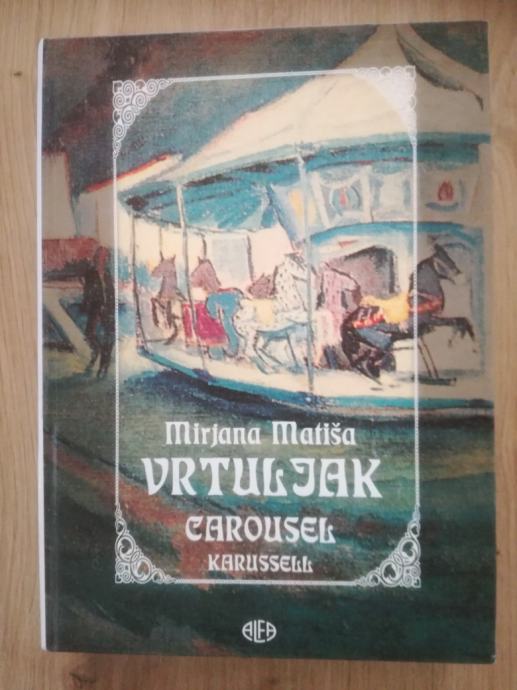 Mirjana Matiša
VRTULJAK
CAROUSEL
KARUSSELL
ALFA